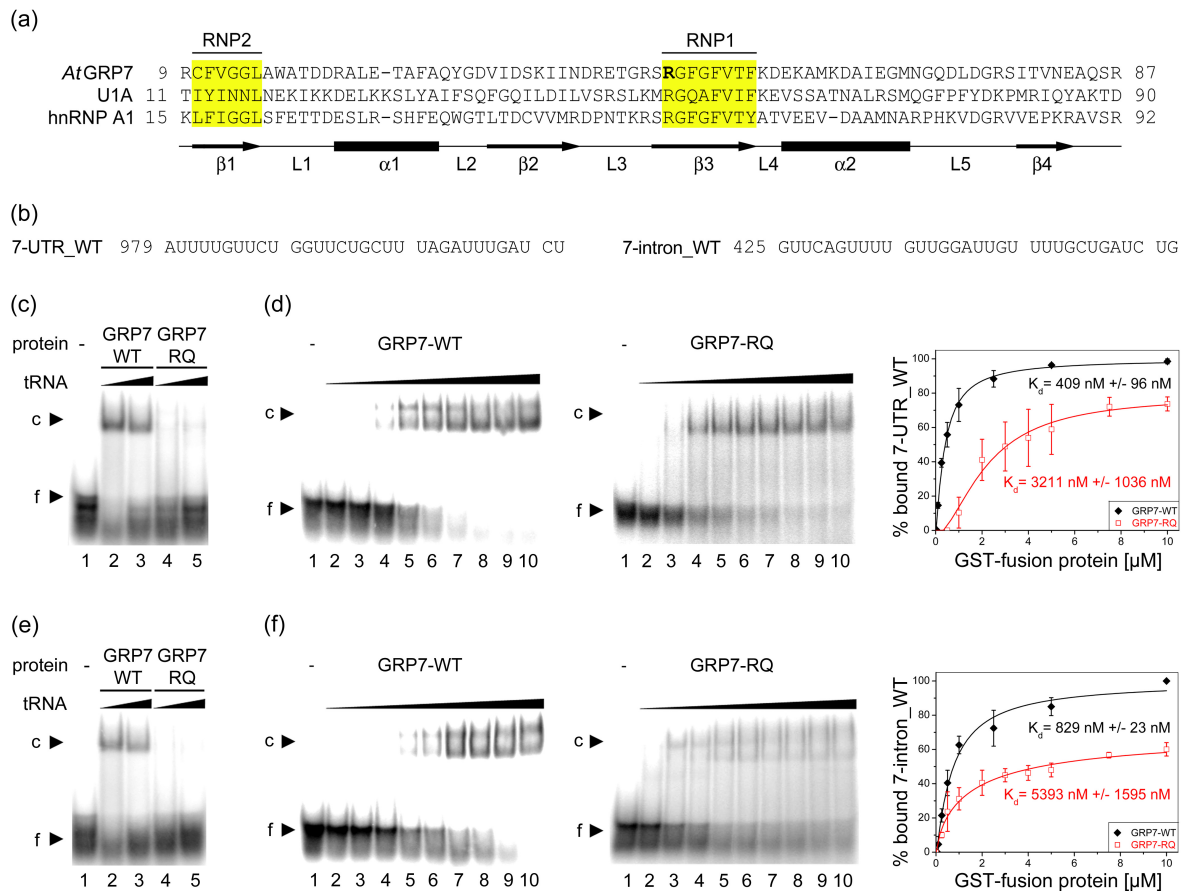 (a)
RNP2 RNP1
AtGRP7 9 RCFVGGLAWATDDRALE-TAFAQYGDVIDSKIINDRETGRSRGFGFVTFKDEKAMKDAIEGMNGQDLDGRSITVNEAQSR 87
U1A 11 TIYINNLNEKIKKDELKKSLYAIFSQFGQILDILVSRSLKMRGQAFVIFKEVSSATNALRSMQGFPFYDKPMRIQYAKTD 90
hnRNP A1 15 KLFIGGLSFETTDESLR-SHFEQWGTLTDCVVMRDPNTKRSRGFGFVTYATVEEV-DAAMNARPHKVDGRVVEPKRAVSR 92
β1 L1 α1 L2 β2 L3 β3 L4 α2 L5 β4
(b)
7-UTR_WT 979 AUUUUGUUCU GGUUCUGCUU UAGAUUUGAU CU
7-intron_WT 425 GUUCAGUUUU GUUGGAUUGU UUUGCUGAUC UG
(c)
protein - GRP7 WT GRP7 RQ
tRNA
c
f
1 2 3 4 5
(d)
- GRP7-WT
c
f
1 2 3 4 5 6 7 8 9 10
- GRP7-RQ
c
f
1 2 3 4 5 6 7 8 9 10
% bound 7-UTR_WT
100
80
60
40
20
0
Kd= 409 nM +/- 96 nM
Kd= 3211 nM +/- 1036 nM
GRP7-WT
GRP7-RQ
0 2 4 6 8 10
GST-fusion protein [µM]
(e)
protein - GRP7 WT GRP7 RQ
tRNA
c
f
1 2 3 4 5
(f)
- GRP7-WT
c
f
1 2 3 4 5 6 7 8 9 10
- GRP7-RQ
c
f
1 2 3 4 5 6 7 8 9 10
% bound 7-intron_WT
100
80
60
40
20
0
Kd= 829 nM +/- 23 nM
Kd= 5393 nM +/- 1595 nM
GRP7-WT
GRP7-RQ
0 2 4 6 8 10
GST-fusion protein [µM]